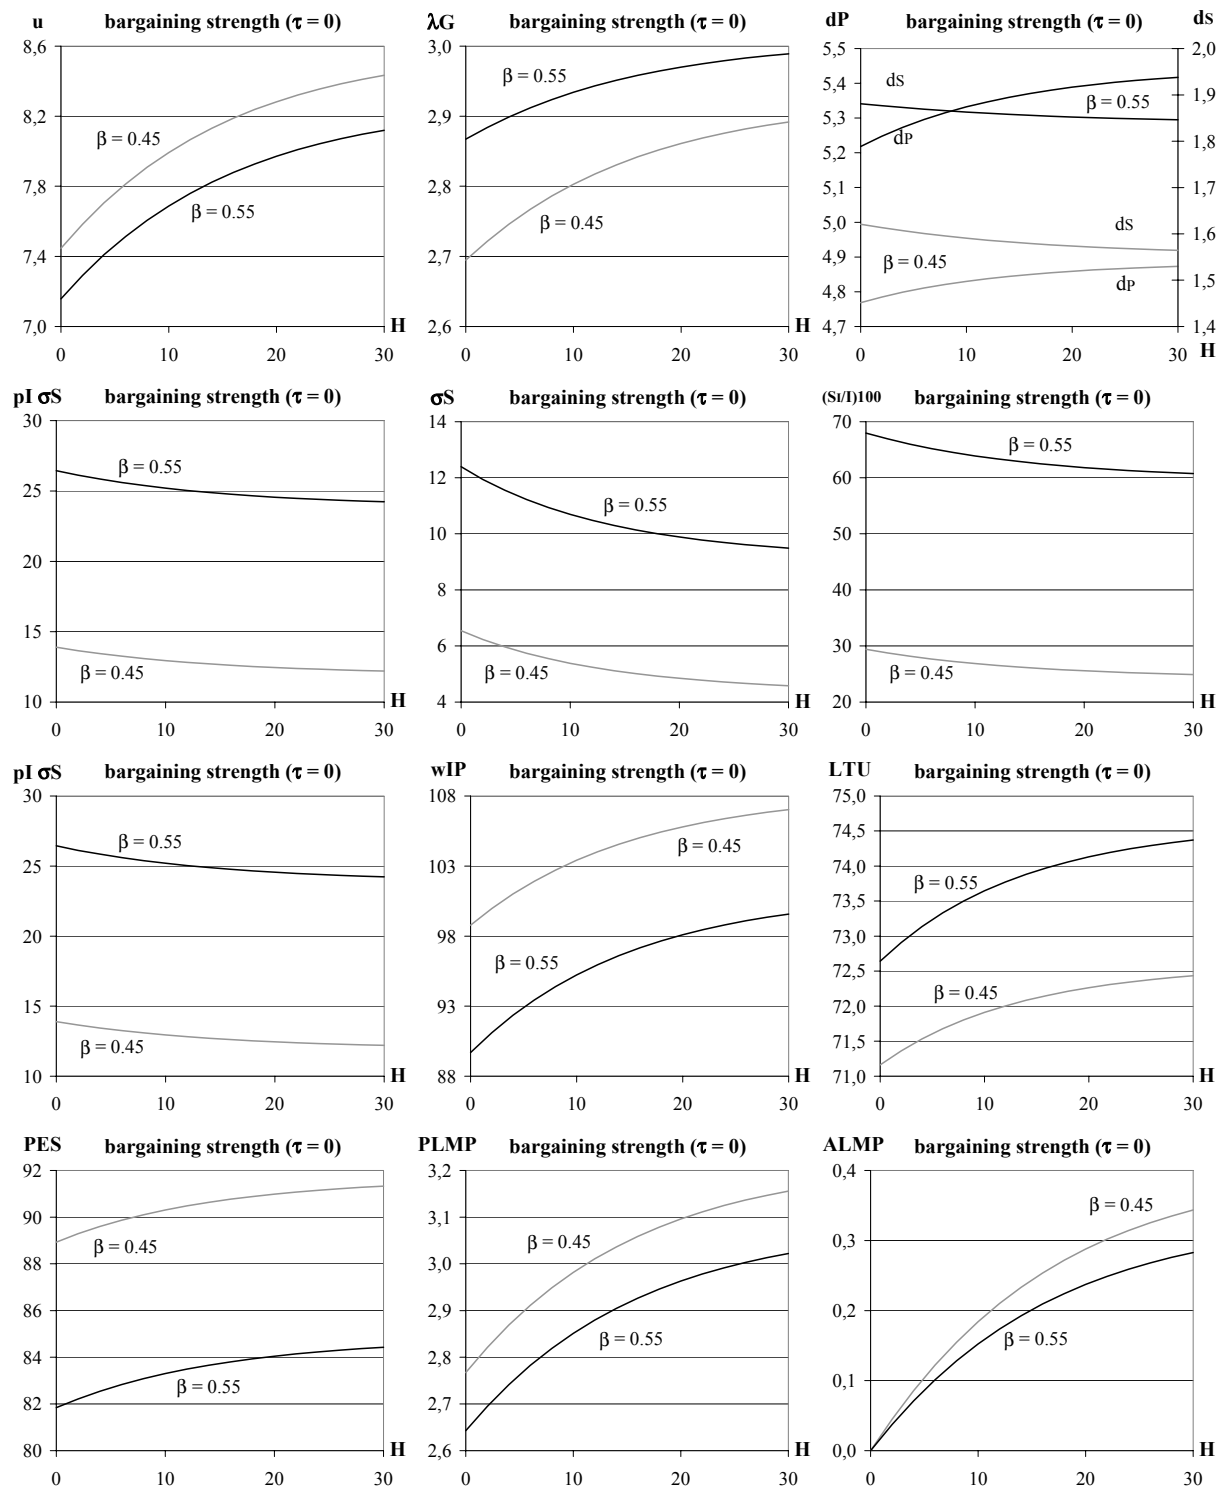 u bargaining strength (τ = 0)
8,6
8,2
7,8
7,4
7,0
β = 0.45
β = 0.55
H
0 10 20 30
λG bargaining strength (τ = 0)
3,0
2,9
2,8
2,7
2,6
β = 0.55
β = 0.45
H
0 10 20 30
dP bargaining strength (τ = 0) ds
5,5 2,0
5,4 1,9
5,3 1,8
5,2 1,7
5,1 1,6
5,0 1,5
4,9 1,4
4,8
4,7
dS
β = 0.55
dP
dS
β = 0.45
dP
0 10 20 30 H
pI σS bargaining strength (τ = 0)
30
25
20
15
10
β = 0.55
β = 0.45
H
0 10 20 30
σS bargaining strength (τ = 0)
14
12
10
8
6
4
β = 0.55
β = 0.45
H
0 10 20 30
(SI/I)100 bargaining strength (τ = 0)
70
60
50
40
30
20
β = 0.55
β = 0.45
H
0 10 20 30
pI σS bargaining strength (τ = 0)
30
25
20
15
10
β = 0.55
β = 0.45
H
0 10 20 30
wIP bargaining strength (τ = 0)
108
103
98
93
88
β = 0.45
β = 0.55
H
0 10 20 30
LTU bargaining strength (τ = 0)
75,0
74,5
74,0
73,5
73,0
72,5
72,0
71,5
71,0
β = 0.55
β = 0.45
H
0 10 20 30
PES bargaining strength (τ = 0)
92
90
88
86
84
82
80
β = 0.45
β = 0.55
H
0 10 20 30
PLMP bargaining strength (τ = 0)
3,2
3,1
3,0
2,9
2,8
2,7
2,6
β = 0.45
β = 0.55
H
0 10 20 30
ALMP bargaining strength (τ = 0)
0,4
0,3
0,2
0,1
0,0
β = 0.45
β = 0.55
H
0 10 20 30